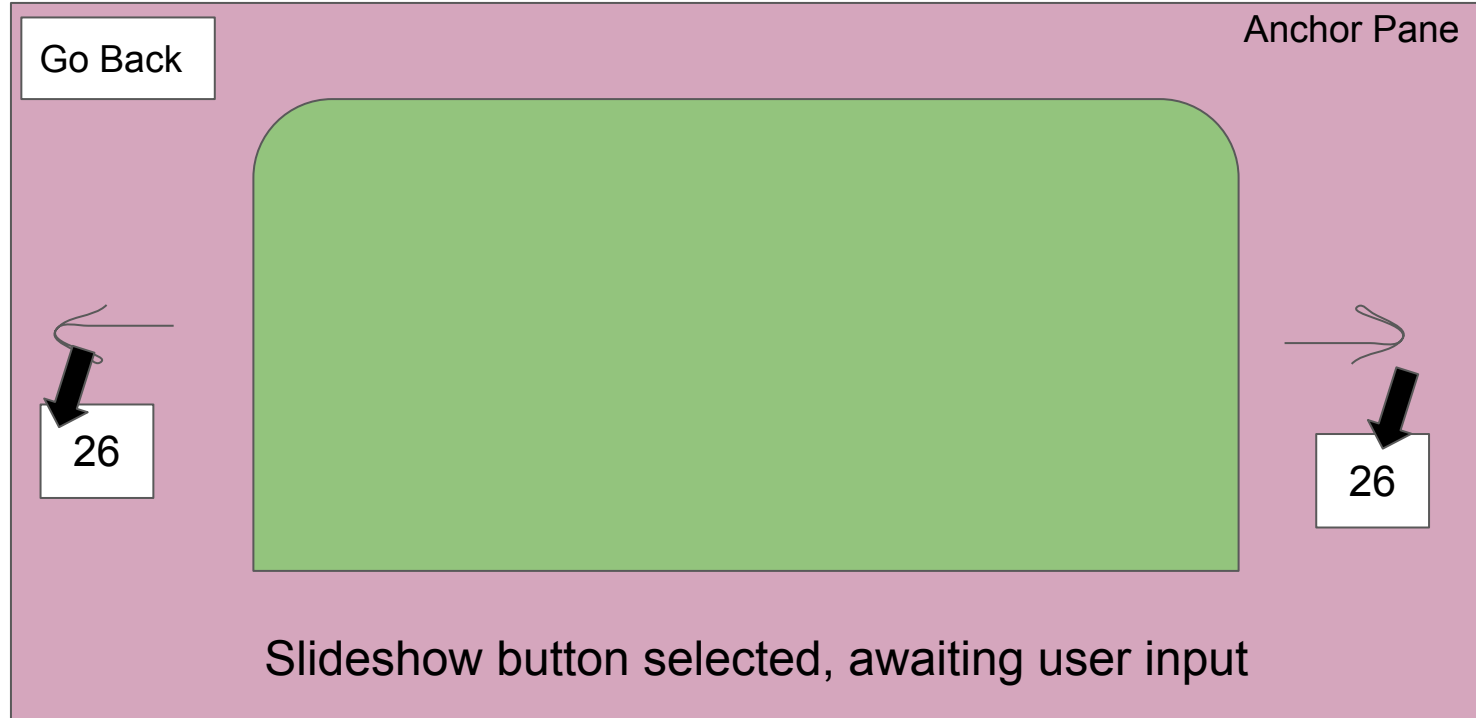 Go Back
Anchor Pane
26
26
Slideshow button selected, awaiting user input